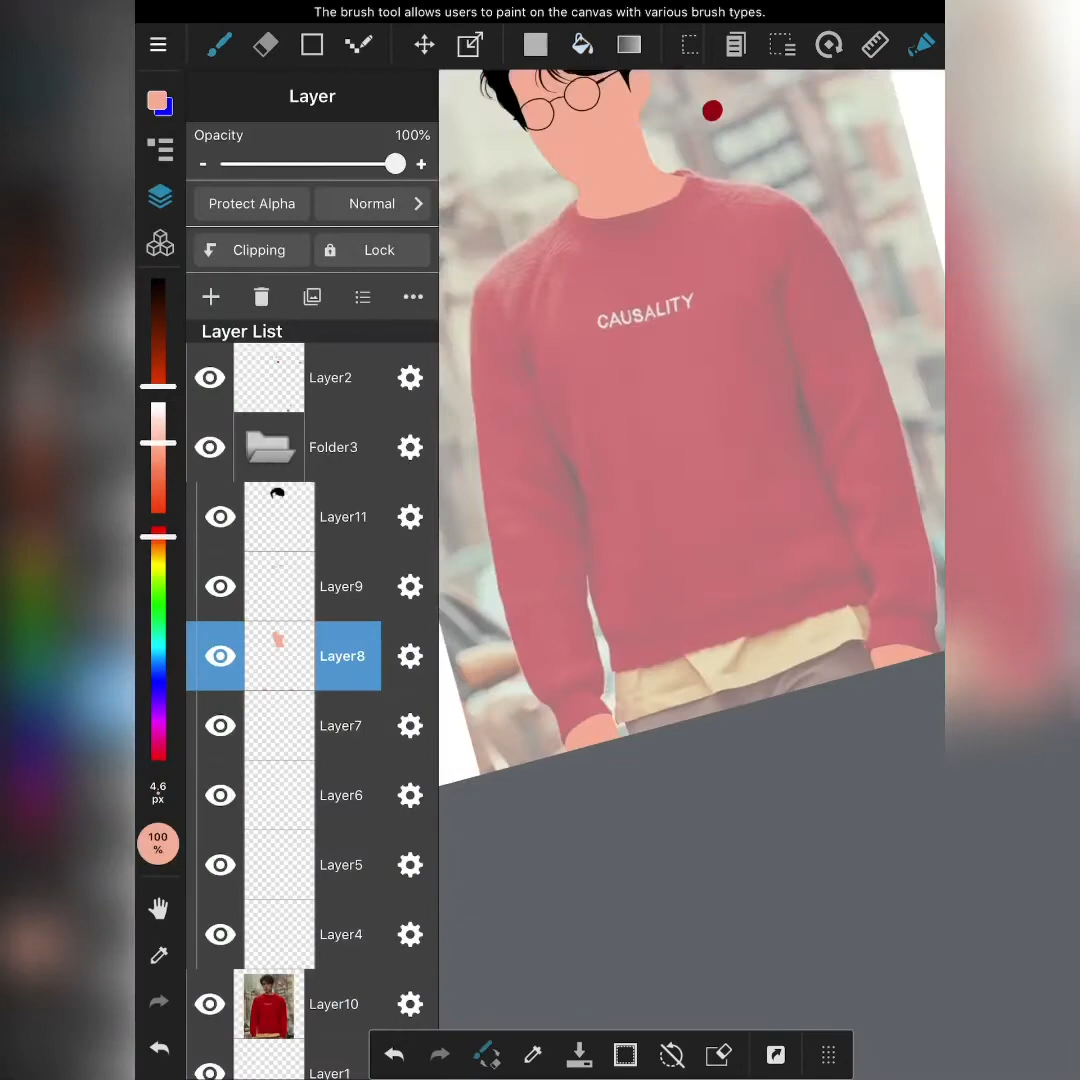 The brush tool allows users to paint on the canvas with various brush types.
Layer
Opacity 100%
- +
Protect Alpha Normal
Clipping Lock
Layer List
Layer2
Folder3
Layer11
Layer9
Layer8
Layer7
Layer6
Layer5
Layer4
Layer10
Layer1
4.6
px
100
%
CAUSALITY